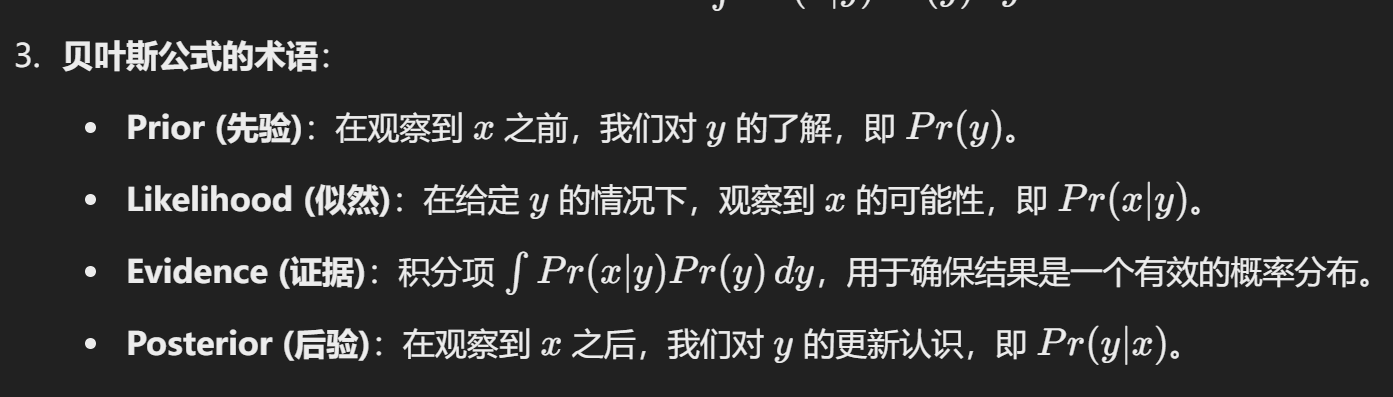 3. 贝叶斯公式的术语：
• Prior (先验)：在观察到 x 之前，我们对 y 的了解，即 Pr(y)。
• Likelihood (似然)：在给定 y 的情况下，观察到 x 的可能性，即 Pr(x|y)。
• Evidence (证据)：积分项 ∫ Pr(x|y)Pr(y) dy，用于确保结果是一个有效的概率分布。
• Posterior (后验)：在观察到 x 之后，我们对 y 的更新认识，即 Pr(y|x)。